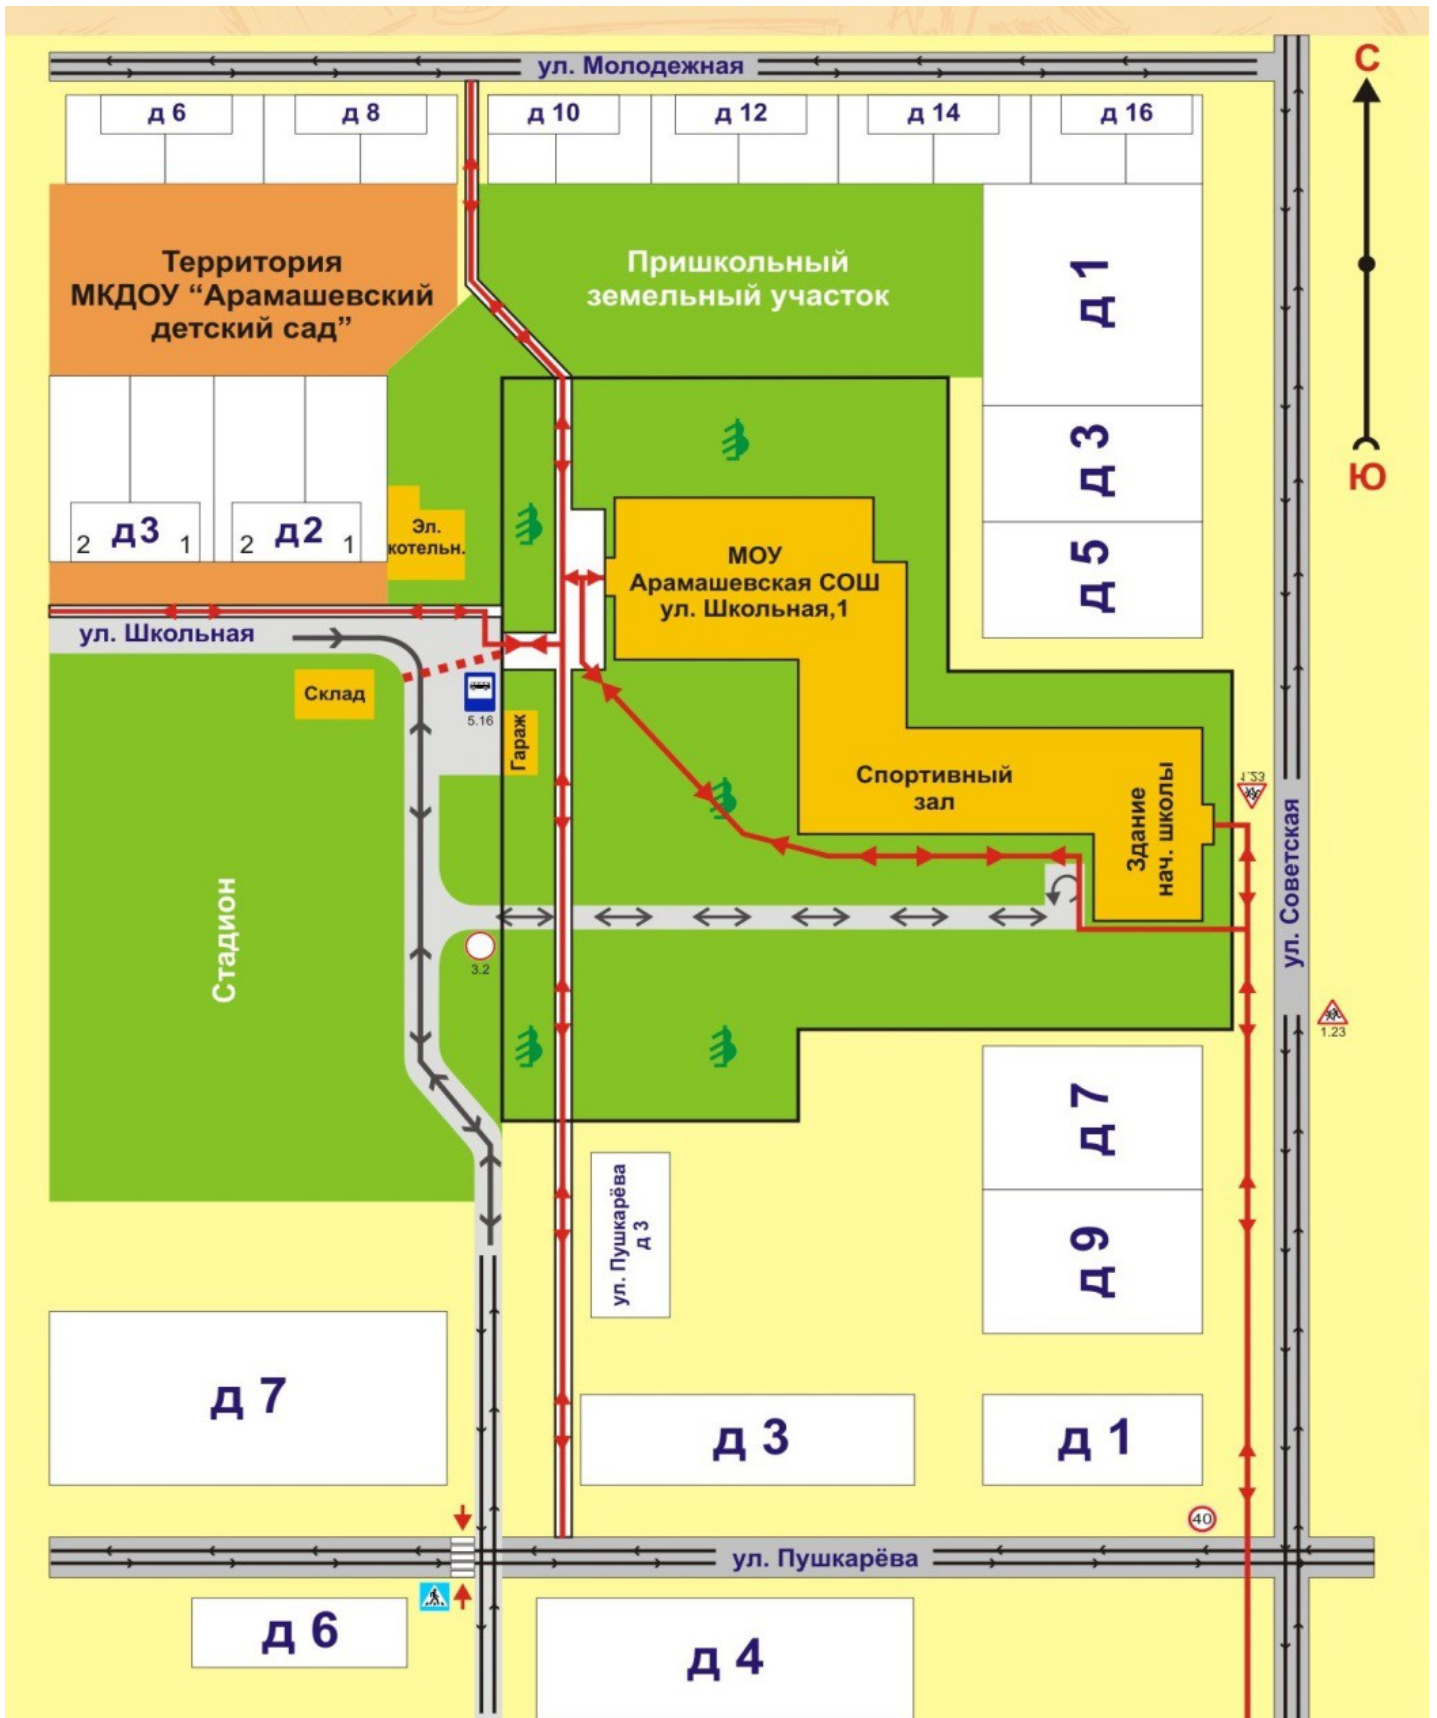 ул. Молодежная
С
д 6
д 8
д 10
д 12
д 14
д 16
Территория
МКДОУ “Арамашевский
детский сад”
Пришкольный
земельный участок
д 1
д 3
д 5
Ю
2 д3 1
2 д2 1
Эл.
котельн.
МОУ
Арамашевская СОШ
ул. Школьная,1
ул. Школьная
Склад
5.16
Гараж
Спортивный
зал
Здание
нач. школы
1.23
ул. Советская
Стадион
3.2
1.23
д 7
д 9
ул. Пушкарёва
д 3
д 7
д 3
д 1
40
ул. Пушкарёва
д 6
д 4